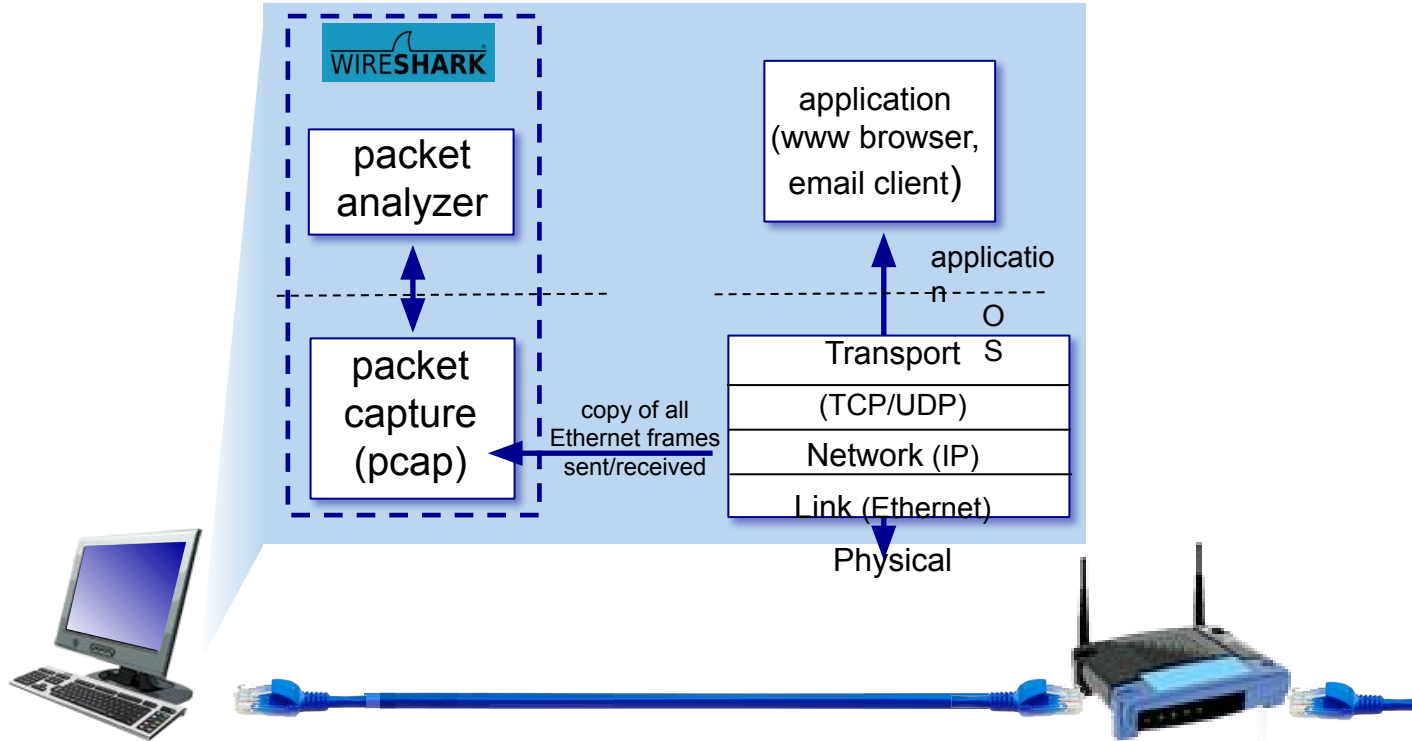 WIRESHARK
packet
analyzer
packet
capture
(pcap)
copy of all
Ethernet frames
sent/received
application
(www browser,
email client)
applicatio
n
O
S
Transport
(TCP/UDP)
Network (IP)
Link (Ethernet)
Physical